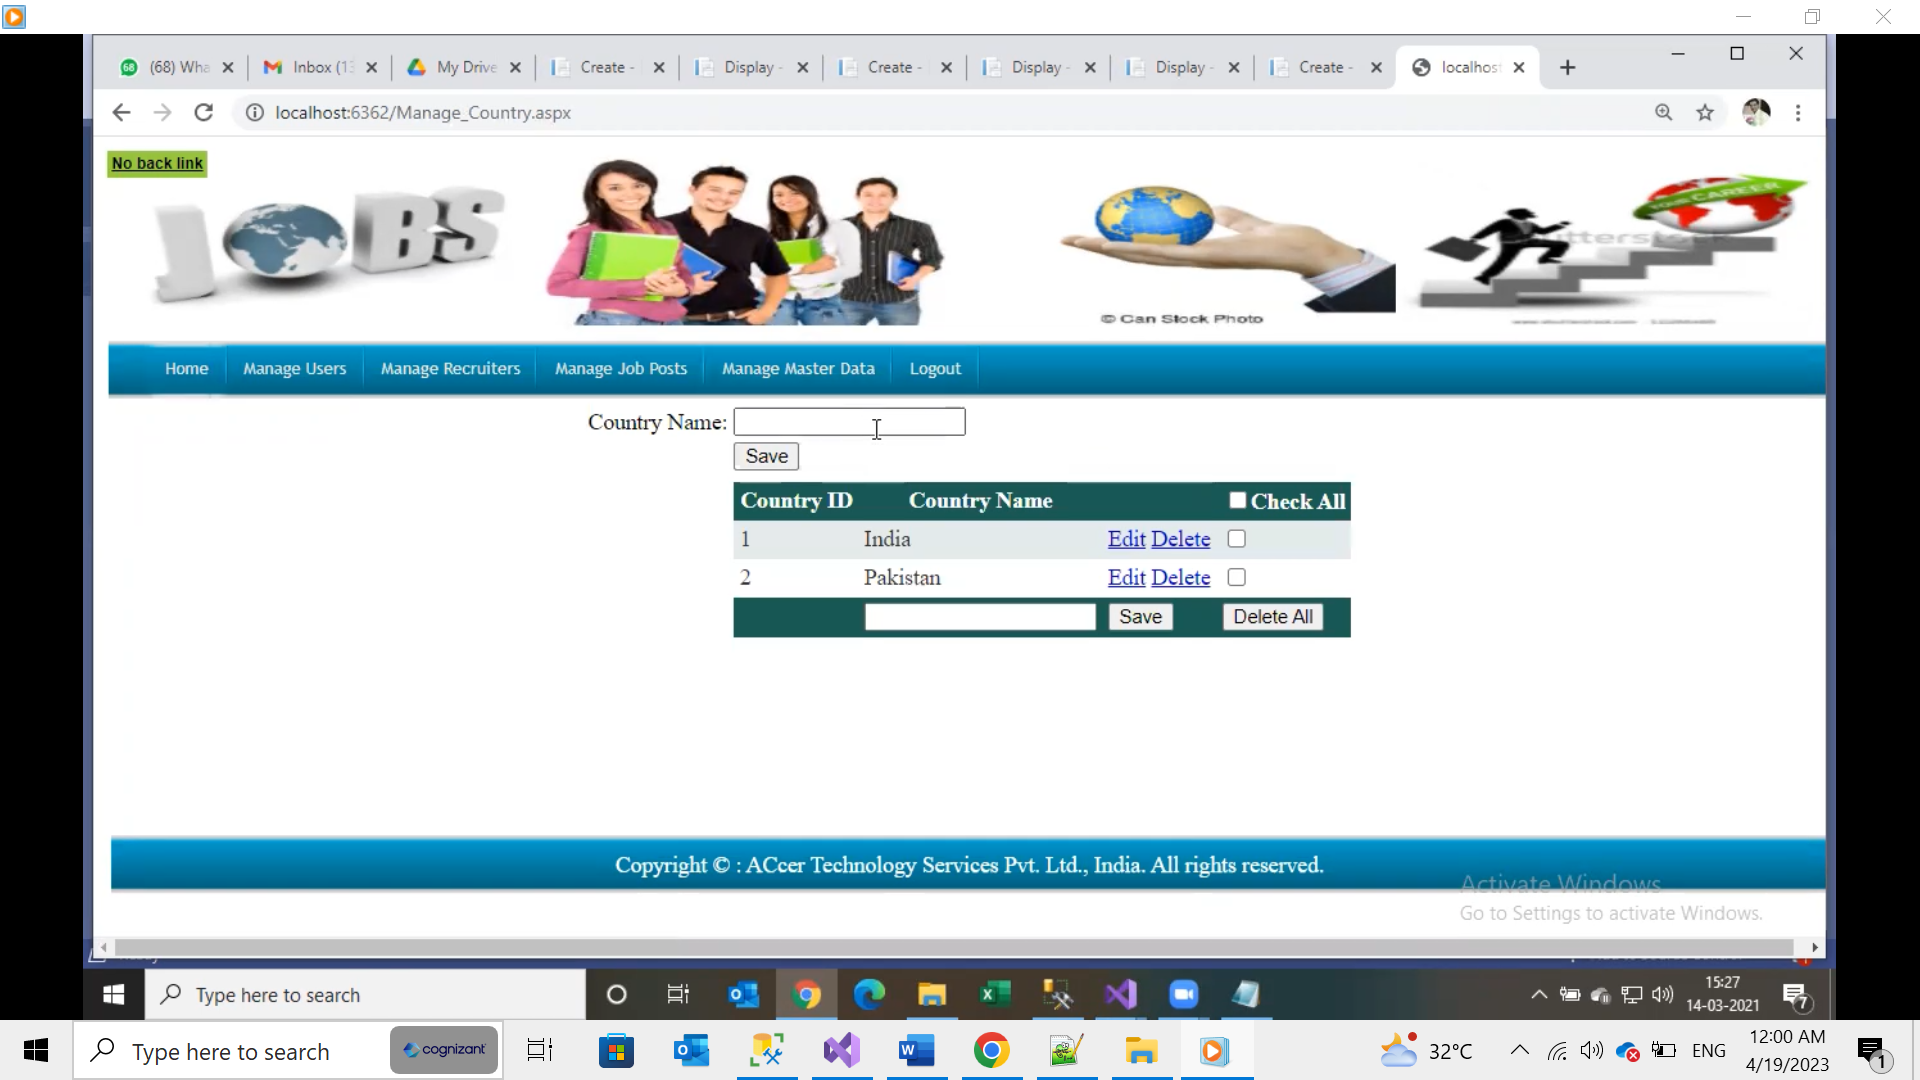 (68) Wha
Inbox (13
My Drive
Create -
Display -
Create -
Display -
Display -
Create -
localhost
localhost:6362/Manage_Country.aspx
No back link
JOBS
YOUR CAREER
© Can Stock Photo
Home
Manage Users
Manage Recruiters
Manage Job Posts
Manage Master Data
Logout
Country Name:
Save
Country ID Country Name Check All
1 India Edit Delete
2 Pakistan Edit Delete
Save Delete All
Copyright © : ACcer Technology Services Pvt. Ltd., India. All rights reserved.
Activate Windows
Go to Settings to activate Windows.
Type here to search
15:27
14-03-2021
7
Type here to search
cognizant
32°C
ENG
12:00 AM
4/19/2023
1